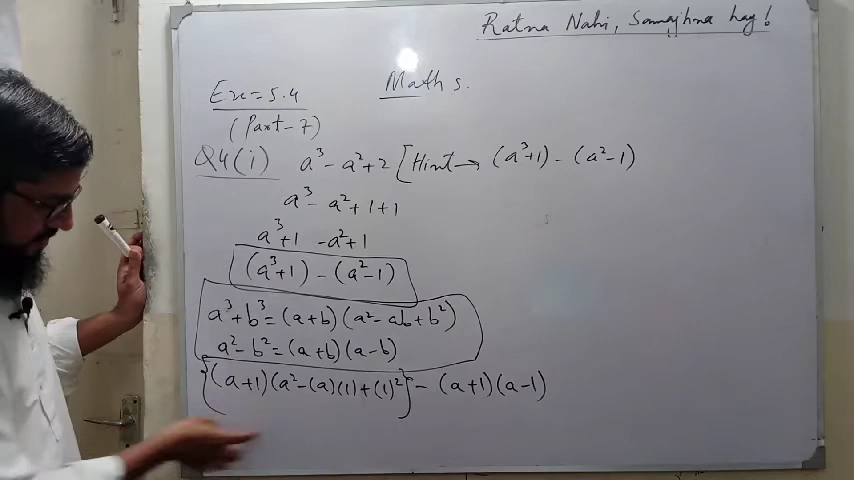 Ratna Nahi, Samajhna hay!
Maths.
Ex=5.4
(Part-7)
Q4(i) a³-a²+2 [Hint→ (a³+1)-(a²-1)
a³-a²+1+1
a³+1 -a²+1
(a³+1)-(a²-1)
a³+b³=(a+b)(a²-ab+b²)
a²-b²=(a+b)(a-b)
{(a+1)(a²-(a)(1)+(1)²}-(a+1)(a-1)